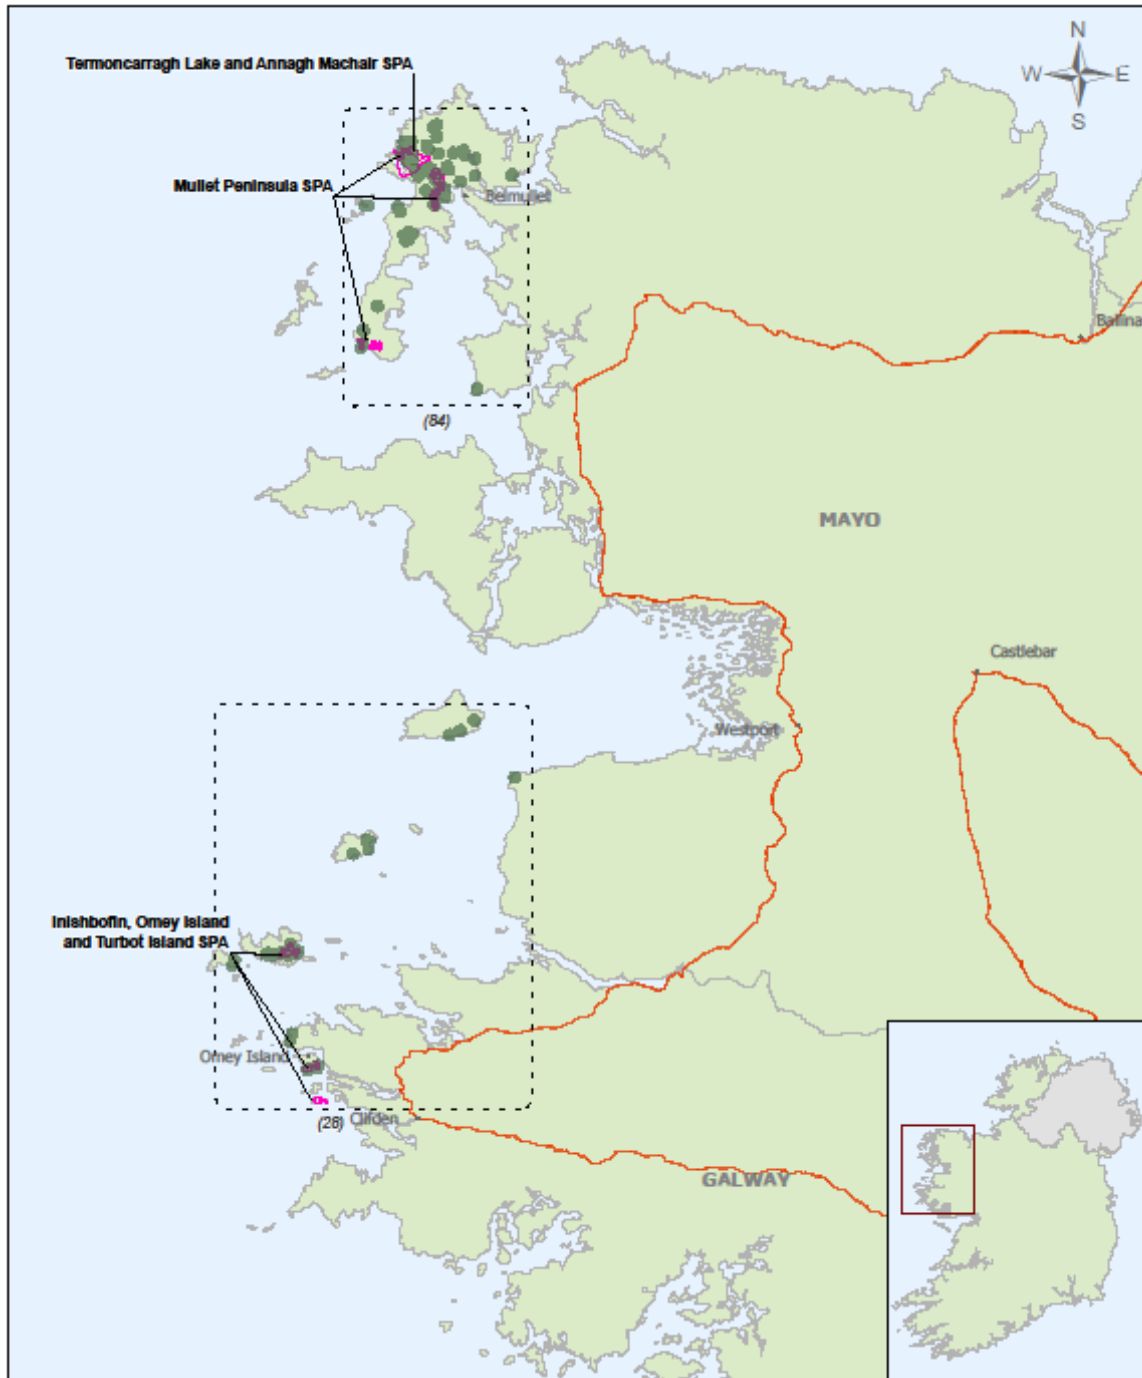 N
W E
S
Termoncarragh Lake and Annagh Machair SPA
Mullet Peninsula SPA
Belmullet
Ballina
(84)
MAYO
Castlebar
Westport
Inishbofin, Omey Island
and Turbot Island SPA
Omey Island
(26)
Clifden
GALWAY